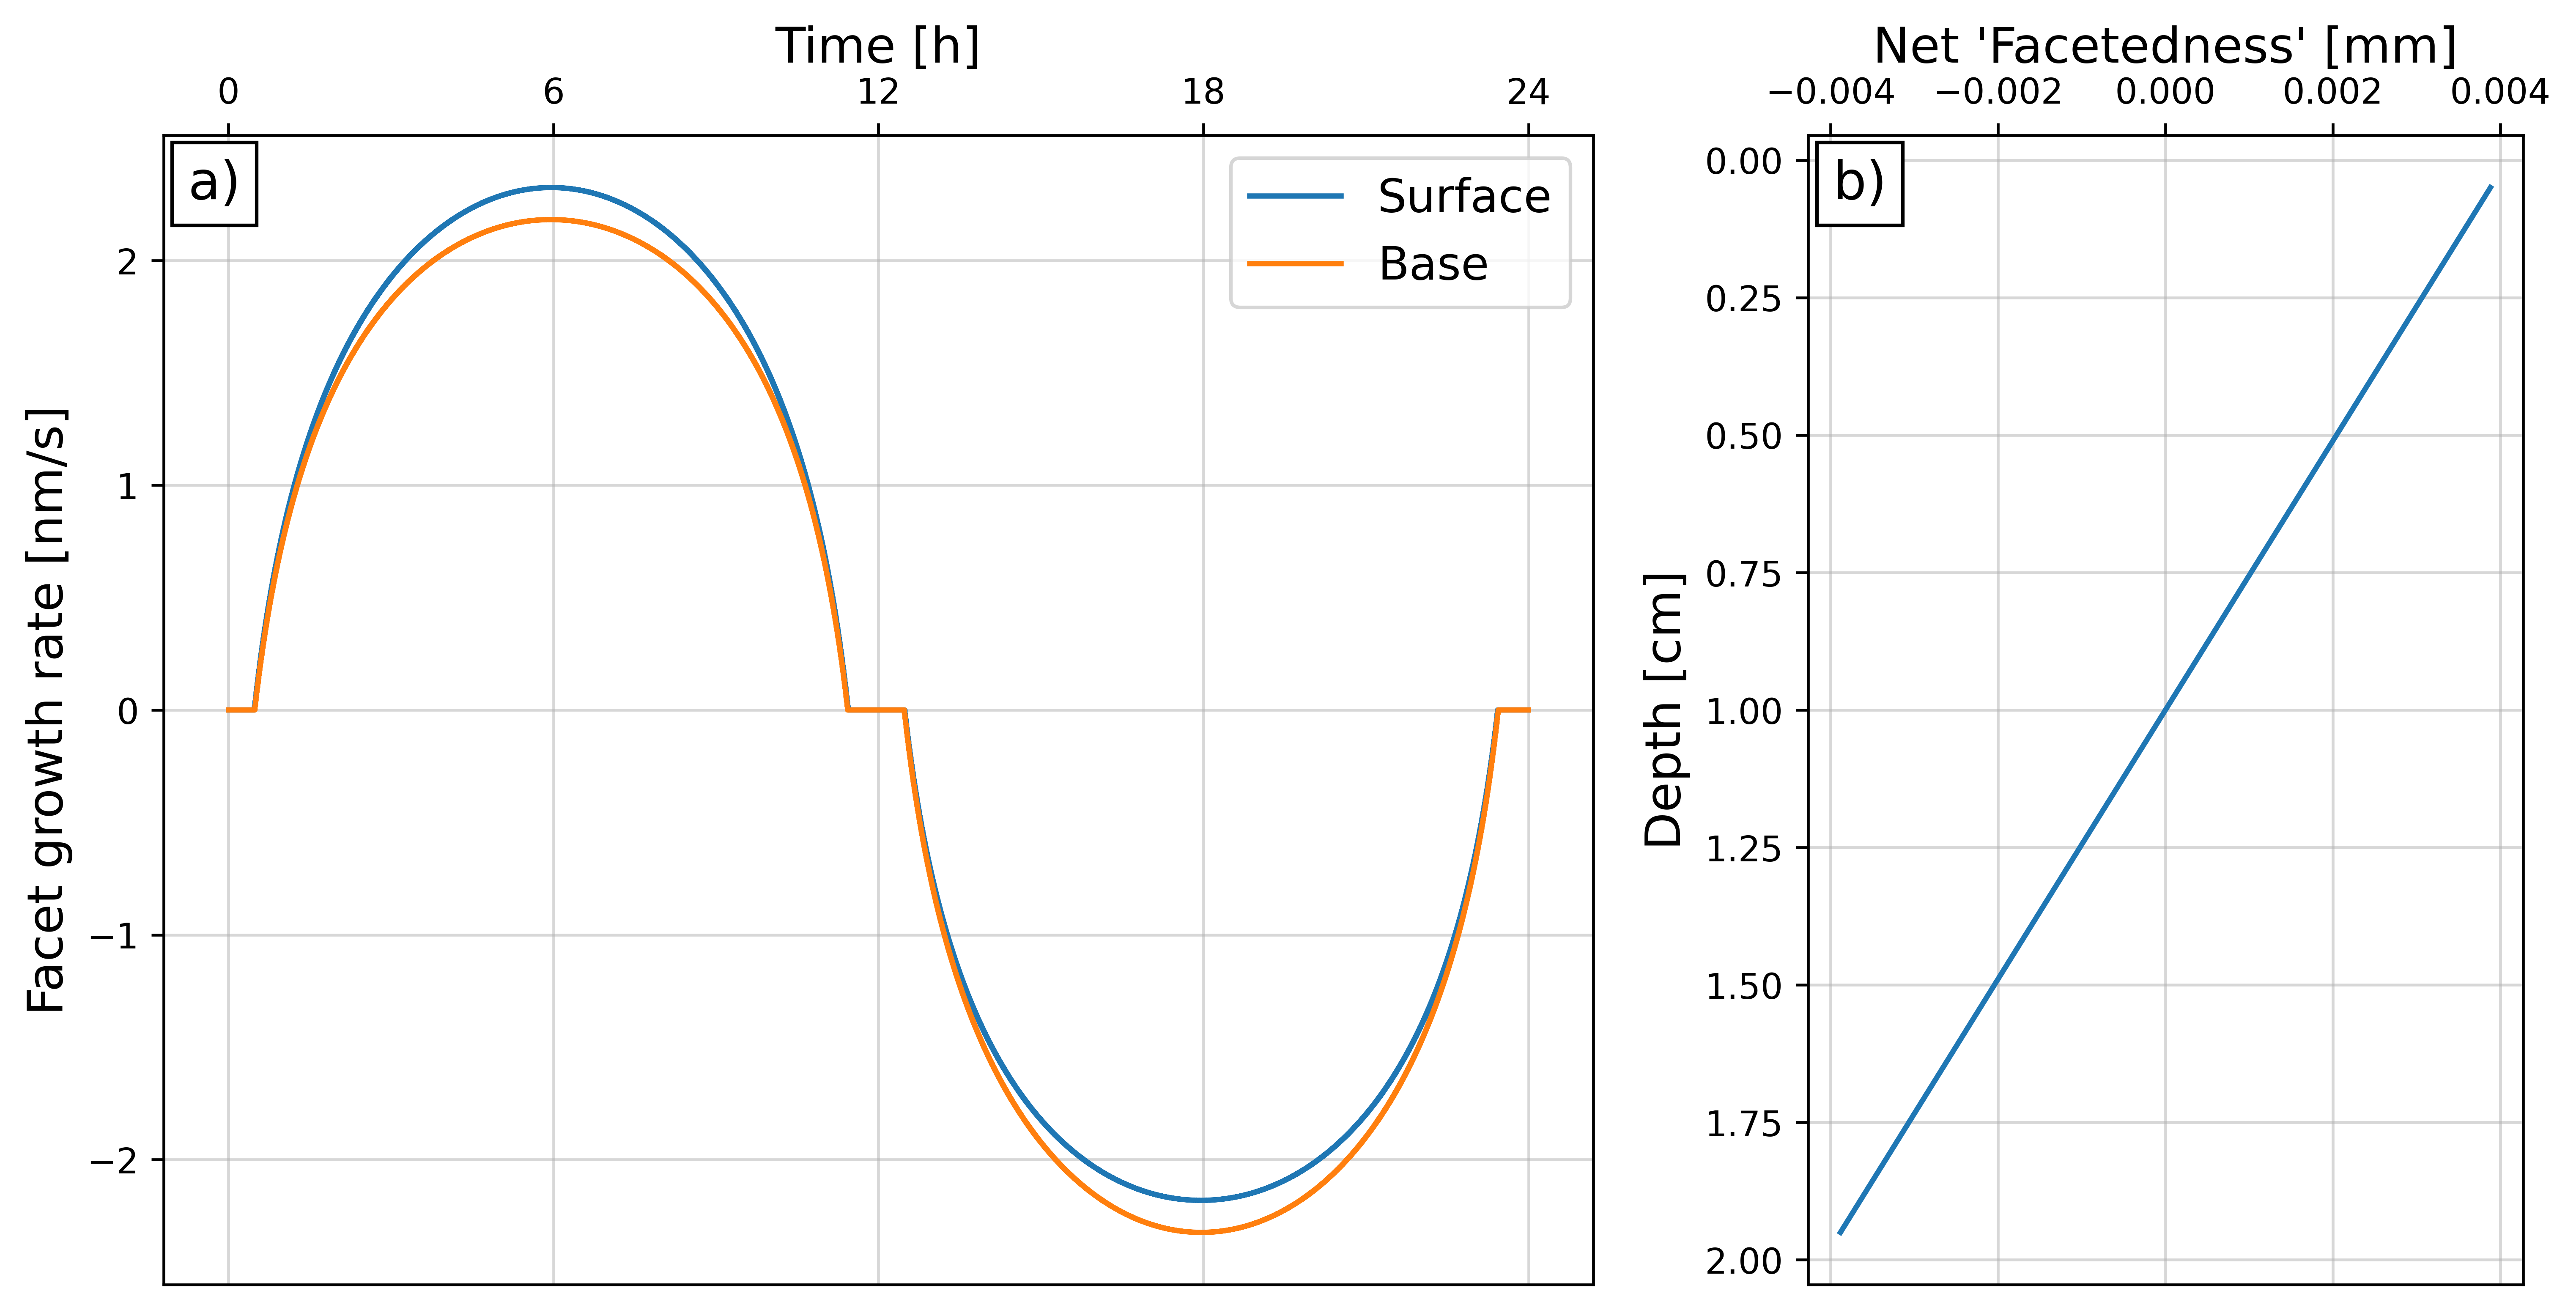 Time [h]
0 6 12 18 24
a)
Surface
Base
2
1
0
−1
−2
Facet growth rate [nm/s]
Net 'Facetedness' [mm]
−0.004 −0.002 0.000 0.002 0.004
b)
0.00
0.25
0.50
0.75
1.00
1.25
1.50
1.75
2.00
Depth [cm]